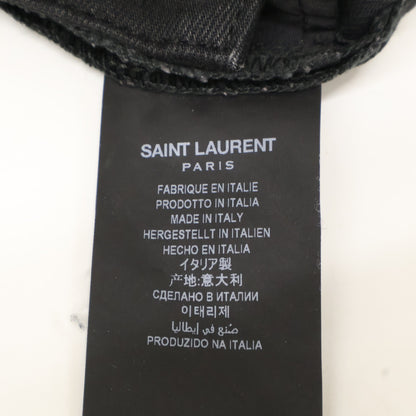 SAINT LAURENT
PARIS
FABRIQUE EN ITALIE
PRODOTTO IN ITALIA
MADE IN ITALY
HERGESTELLT IN ITALIEN
HECHO EN ITALIA
イタリア製
产地:意大利
СДЕЛАНО В ИТАЛИИ
이태리제
صنع في إيطاليا
PRODUZIDO NA ITALIA